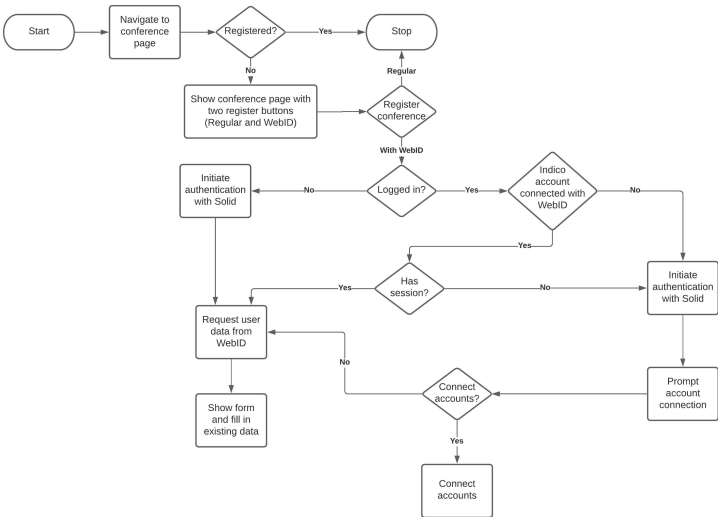 Start
Navigate to
conference
page
Registered?
Yes
Stop
No
Regular
Show conference page with
two register buttons
(Regular and WebID)
Register
conference
With WebID
Initiate
authentication
with Solid
No
Logged in?
Yes
Indico
account
connected with
WebID
No
Yes
Has
session?
Yes
No
Initiate
authentication
with Solid
Request user
data from
WebID
No
Connect
accounts?
Prompt
account
connection
Show form
and fill in
existing data
Yes
Connect
accounts